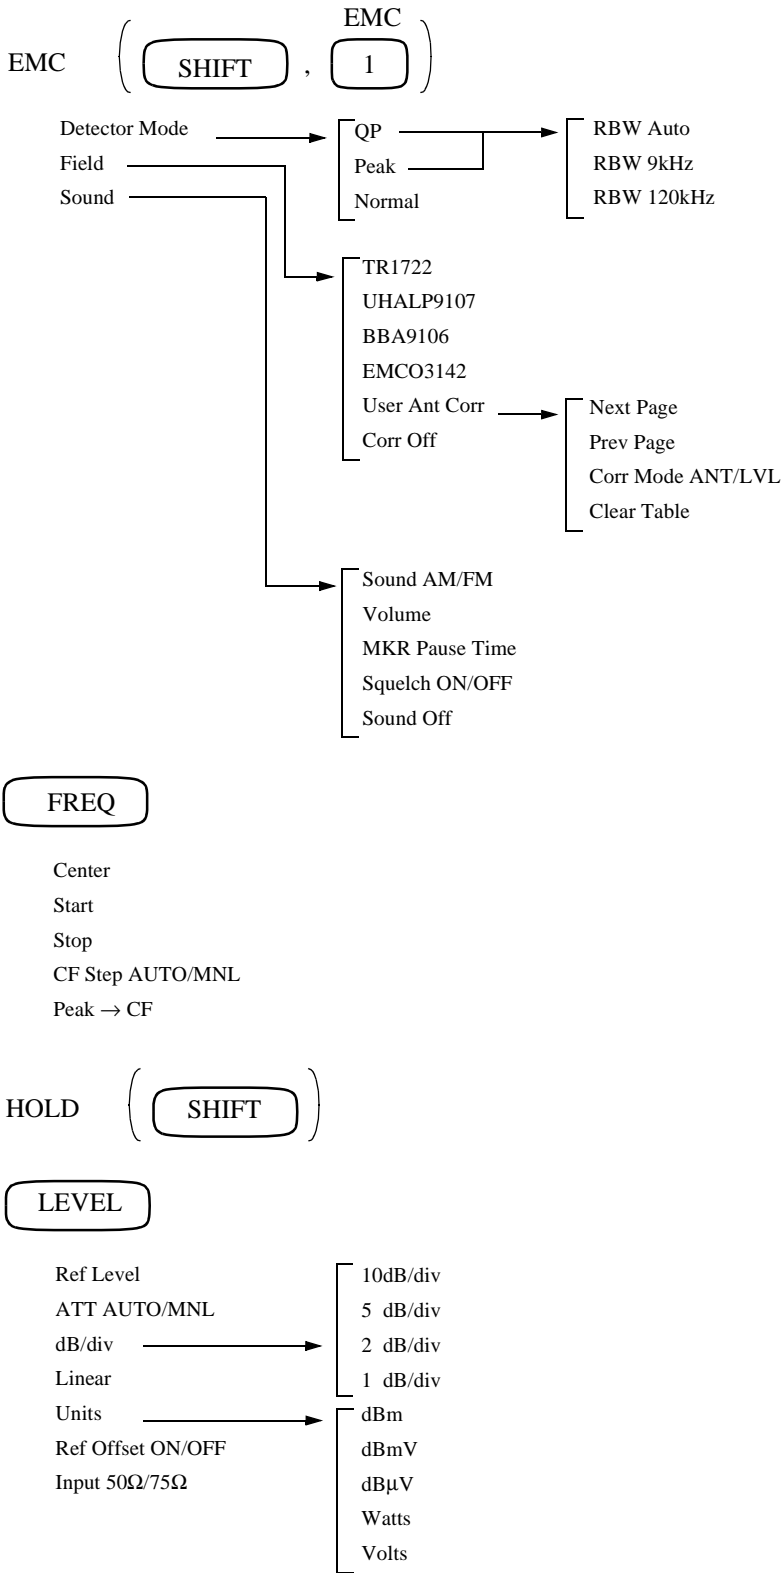 EMC
EMC ( SHIFT , 1 )
Detector Mode
Field
Sound
QP
Peak
Normal
RBW Auto
RBW 9kHz
RBW 120kHz
TR1722
UHALP9107
BBA9106
EMCO3142
User Ant Corr
Corr Off
Next Page
Prev Page
Corr Mode ANT/LVL
Clear Table
Sound AM/FM
Volume
MKR Pause Time
Squelch ON/OFF
Sound Off
FREQ
Center
Start
Stop
CF Step AUTO/MNL
Peak → CF
HOLD ( SHIFT )
LEVEL
Ref Level
ATT AUTO/MNL
dB/div
Linear
Units
Ref Offset ON/OFF
Input 50Ω/75Ω
10dB/div
5 dB/div
2 dB/div
1 dB/div
dBm
dBmV
dBμV
Watts
Volts